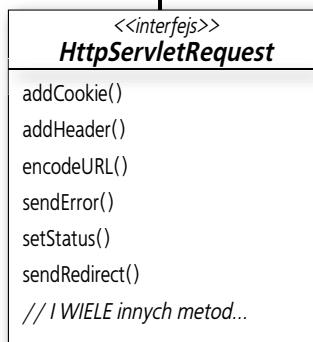 <<interfejs>>
HttpServletRequest
addCookie()
addHeader()
encodeURL()
sendError()
setStatus()
sendRedirect()
// I WIELE innych metod...